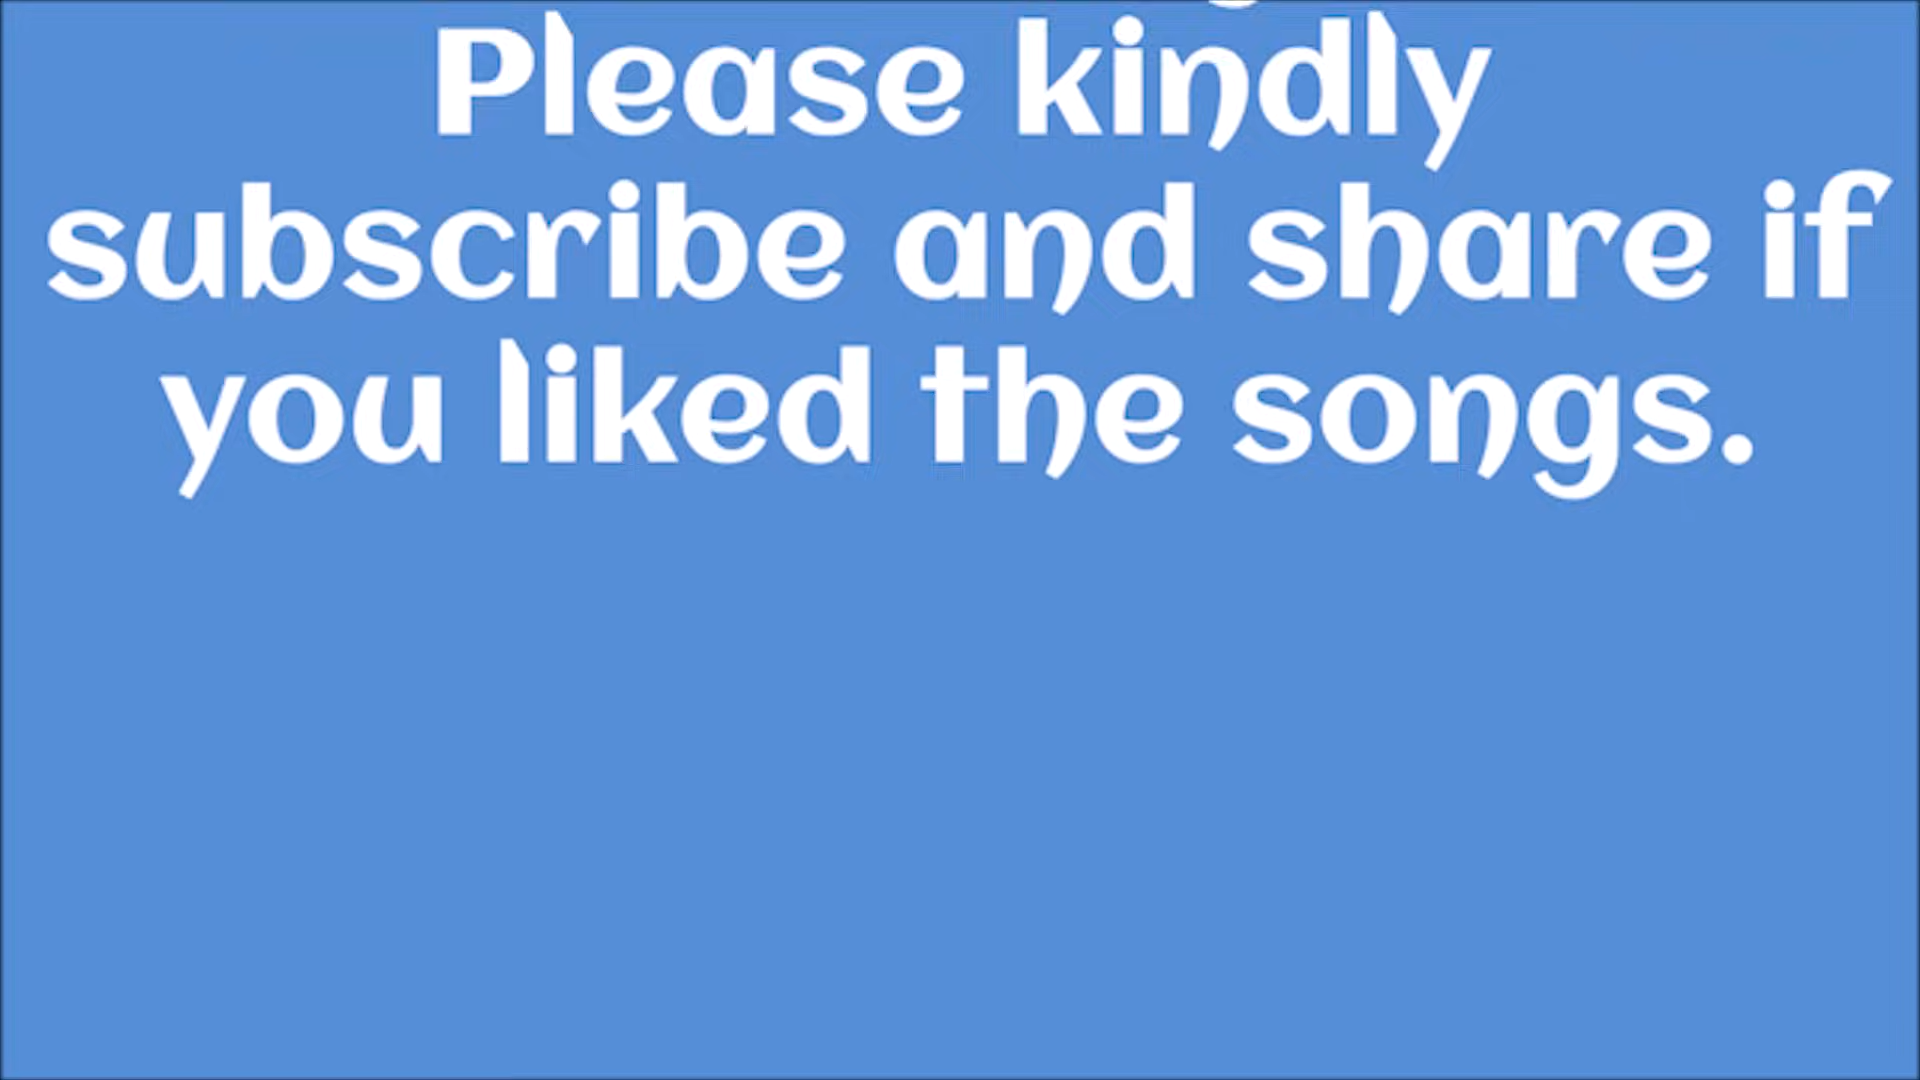 Please kindly
subscribe and share if
you liked the songs.